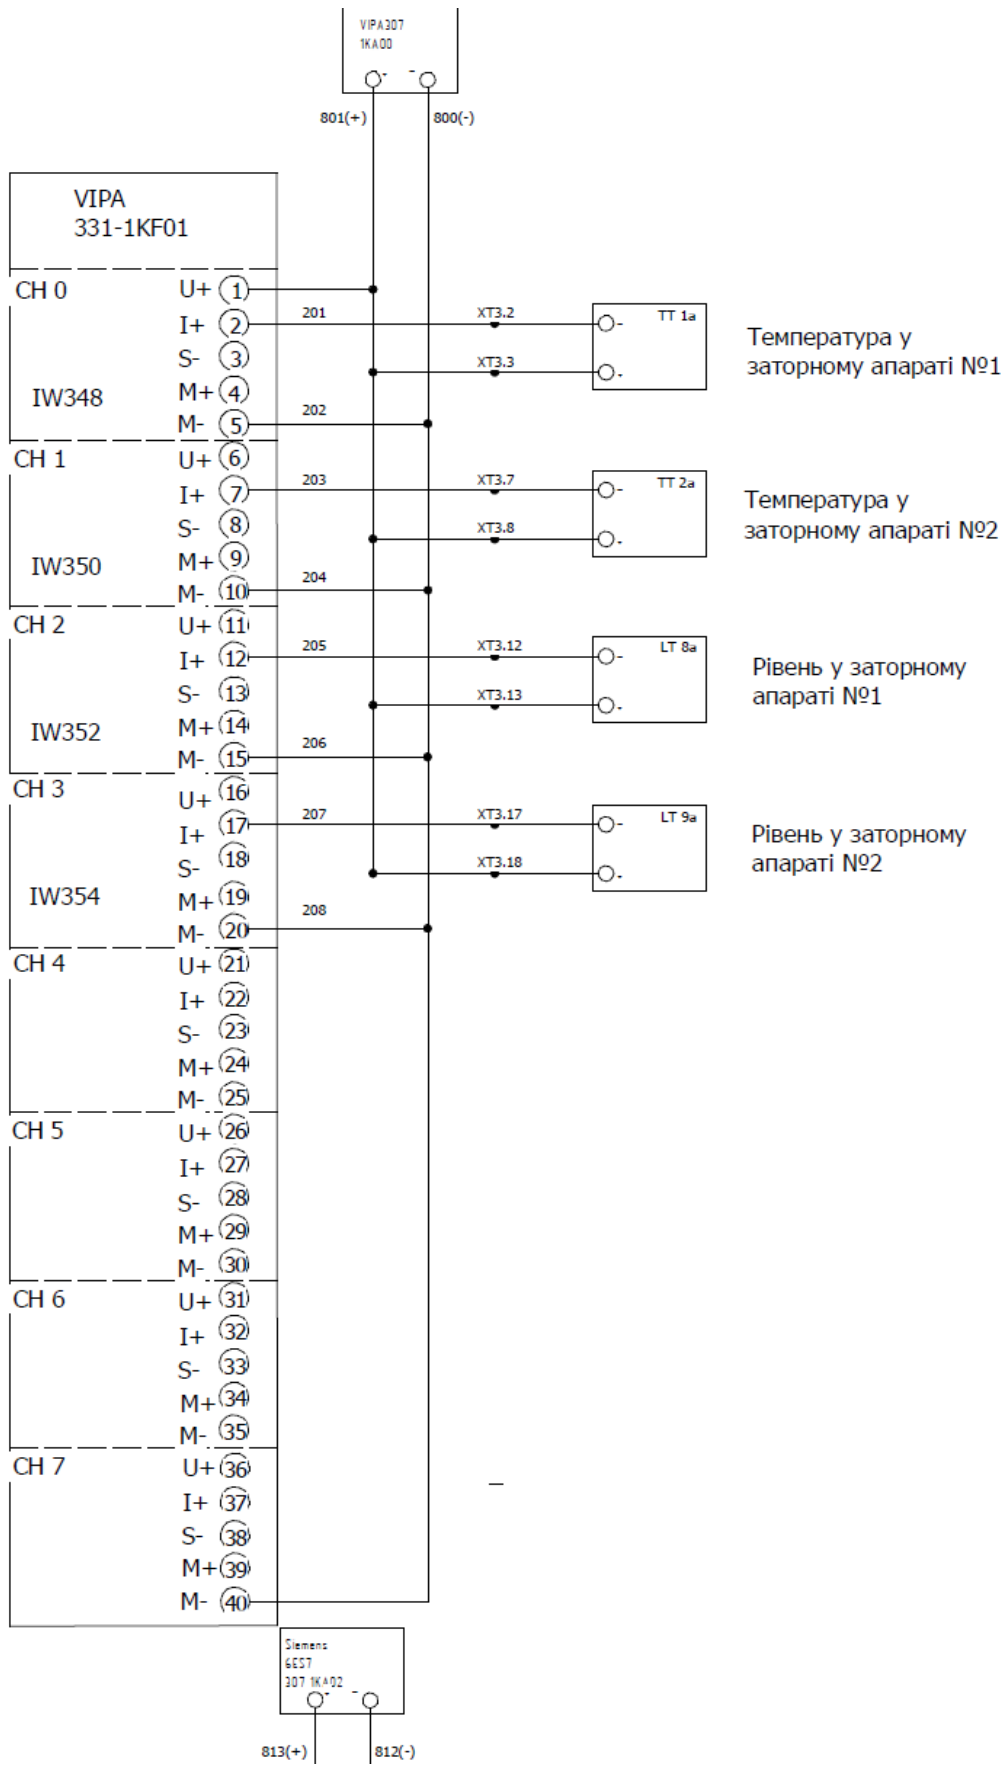 VIPA307
1KA00
801(+)
800(-)
VIPA
331-1KF01
CH 0
U+ 1
I+ 2
201
XT3.2
TT 1a
S- 3
XT3.3
M+ 4
IW348
M- 5
202
Температура у
заторному апараті №1
CH 1
U+ 6
I+ 7
203
XT3.7
TT 2a
S- 8
XT3.8
M+ 9
IW350
M- 10
204
Температура у
заторному апараті №2
CH 2
U+ 11
I+ 12
205
XT3.12
LT 8a
S- 13
XT3.13
M+ 14
IW352
M- 15
206
Рівень у заторному
апараті №1
CH 3
U+ 16
I+ 17
207
XT3.17
LT 9a
S- 18
XT3.18
M+ 19
IW354
M- 20
208
Рівень у заторному
апараті №2
CH 4
U+ 21
I+ 22
S- 23
M+ 24
M- 25
CH 5
U+ 26
I+ 27
S- 28
M+ 29
M- 30
CH 6
U+ 31
I+ 32
S- 33
M+ 34
M- 35
CH 7
U+ 36
I+ 37
S- 38
M+ 39
M- 40
Siemens
6ES7
307 1KA02
813(+)
812(-)